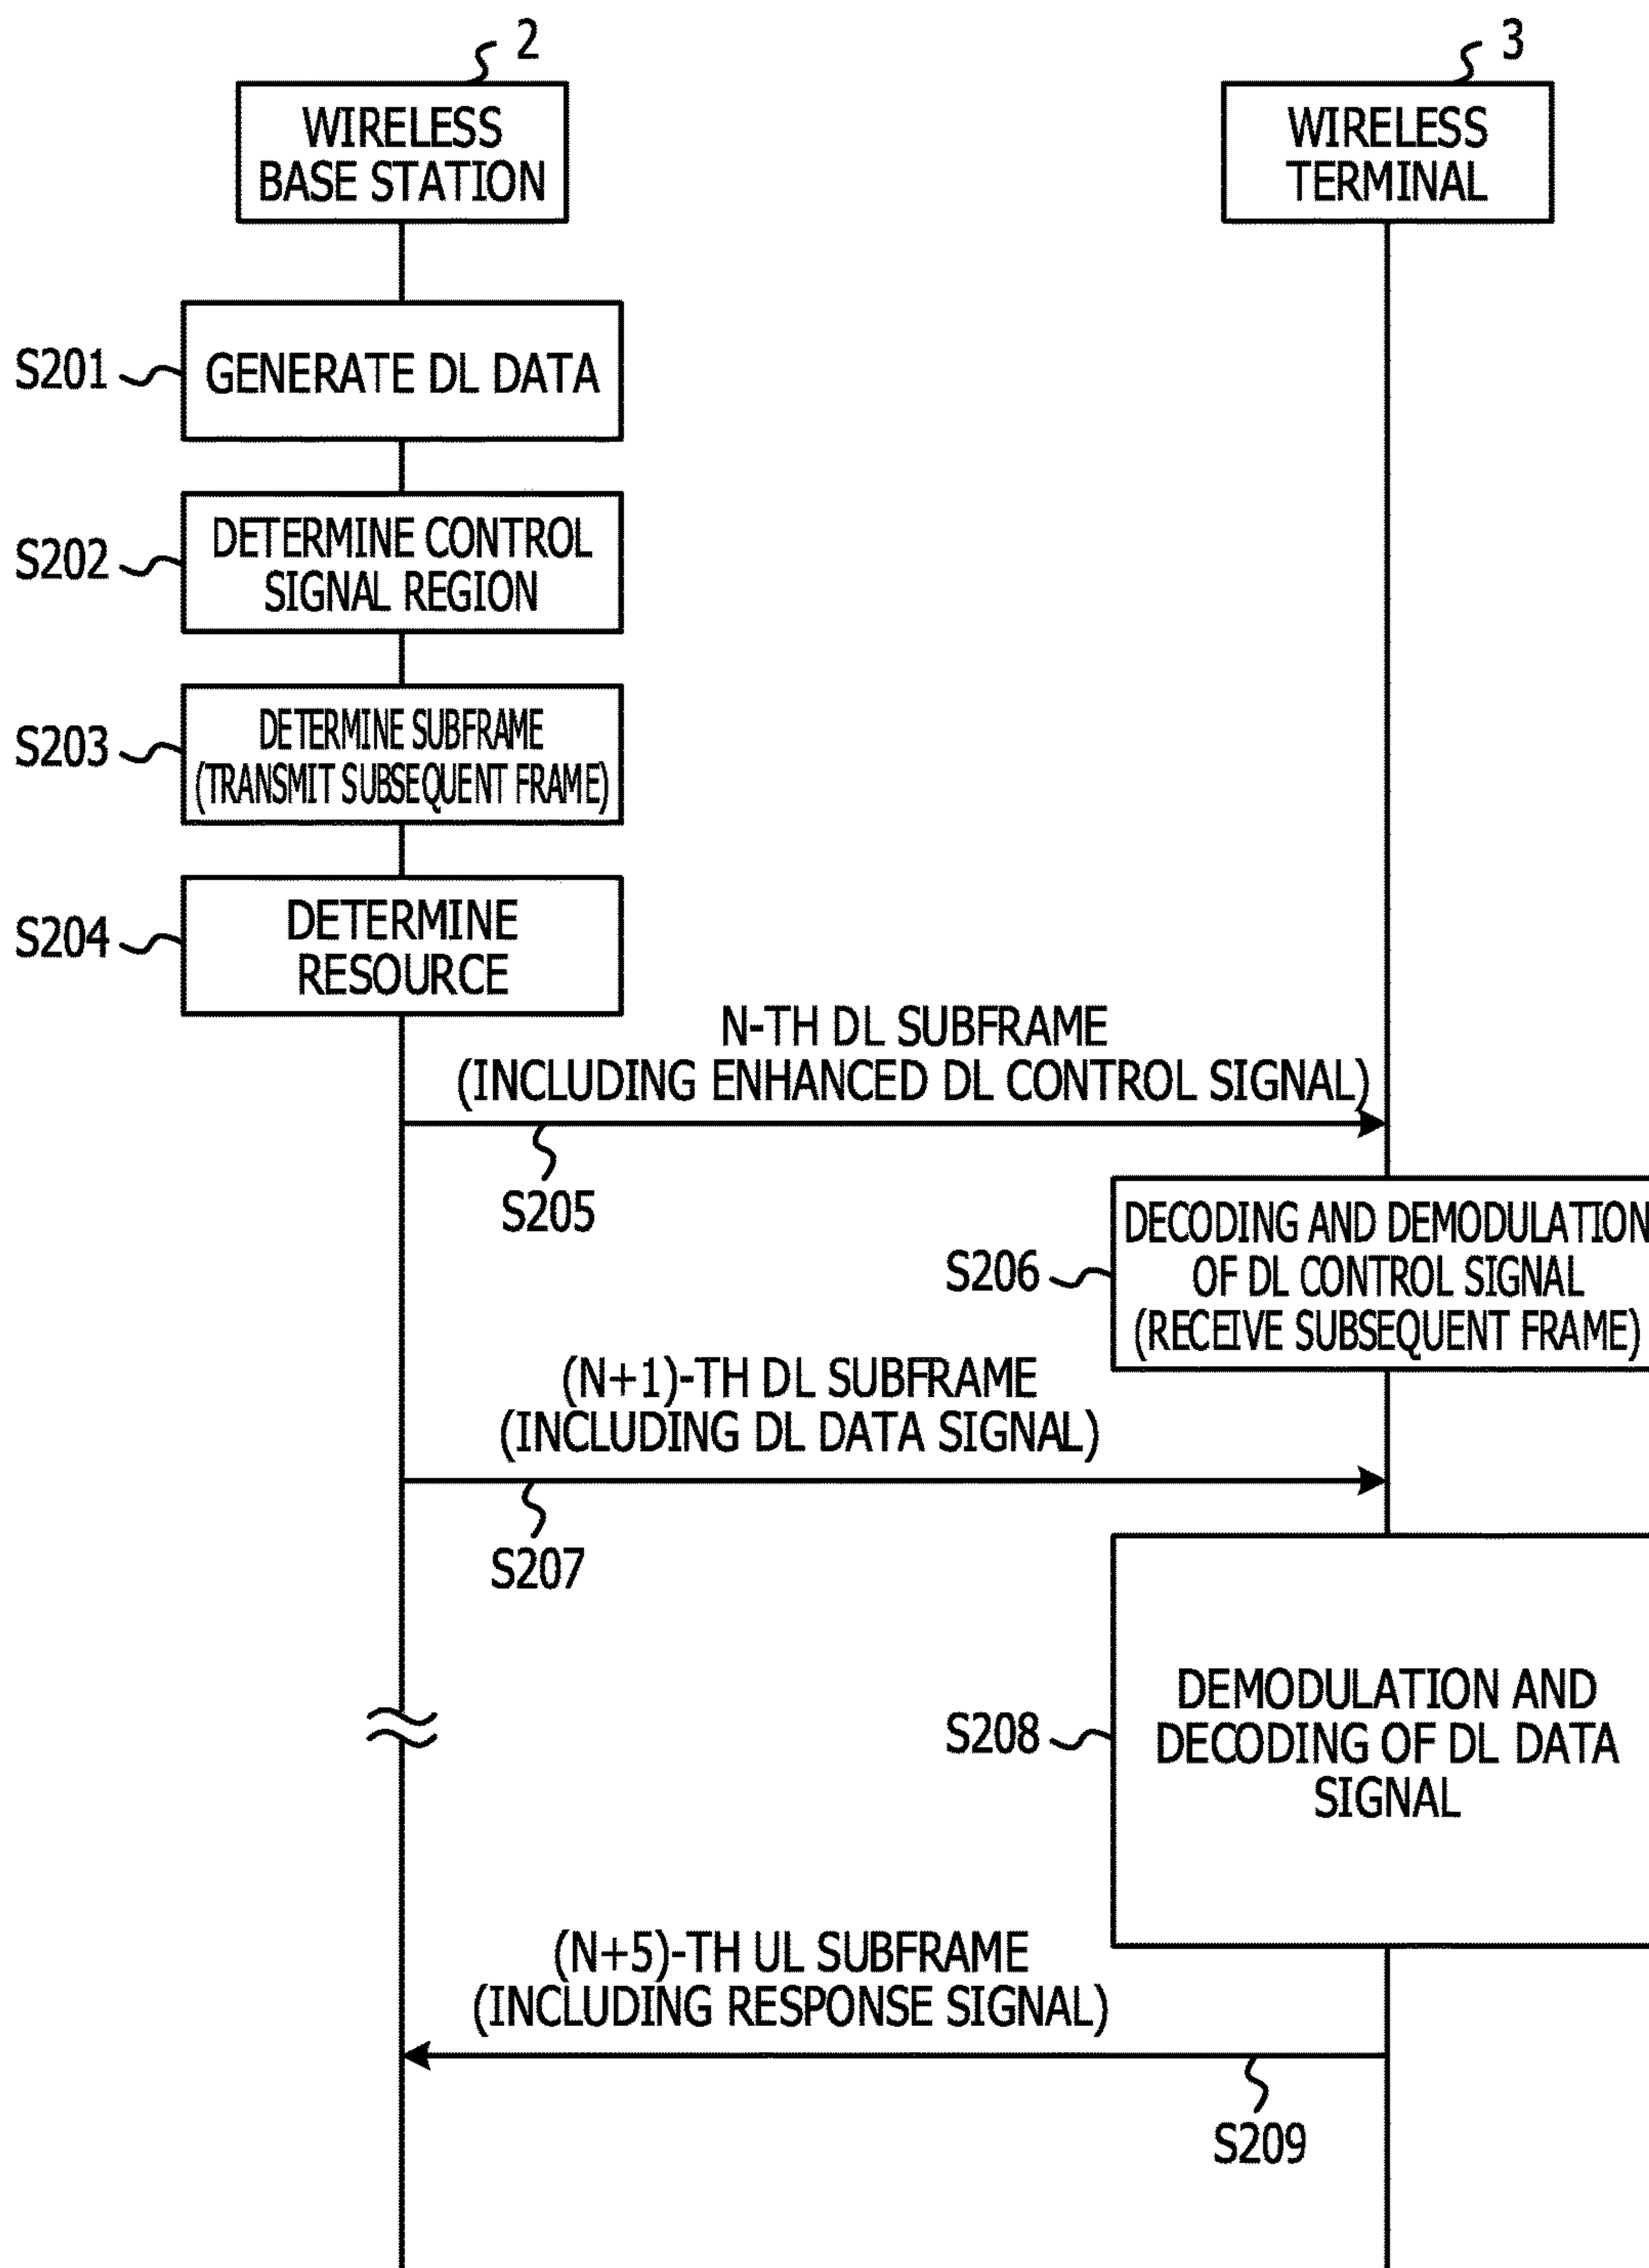 2
3
WIRELESS
BASE STATION
WIRELESS
TERMINAL
S201
GENERATE DL DATA
S202
DETERMINE CONTROL
SIGNAL REGION
S203
DETERMINE SUBFRAME
(TRANSMIT SUBSEQUENT FRAME)
S204
DETERMINE
RESOURCE
N-TH DL SUBFRAME
(INCLUDING ENHANCED DL CONTROL SIGNAL)
S205
S206
DECODING AND DEMODULATION
OF DL CONTROL SIGNAL
(RECEIVE SUBSEQUENT FRAME)
(N+1)-TH DL SUBFRAME
(INCLUDING DL DATA SIGNAL)
S207
S208
DEMODULATION AND
DECODING OF DL DATA
SIGNAL
(N+5)-TH UL SUBFRAME
(INCLUDING RESPONSE SIGNAL)
S209